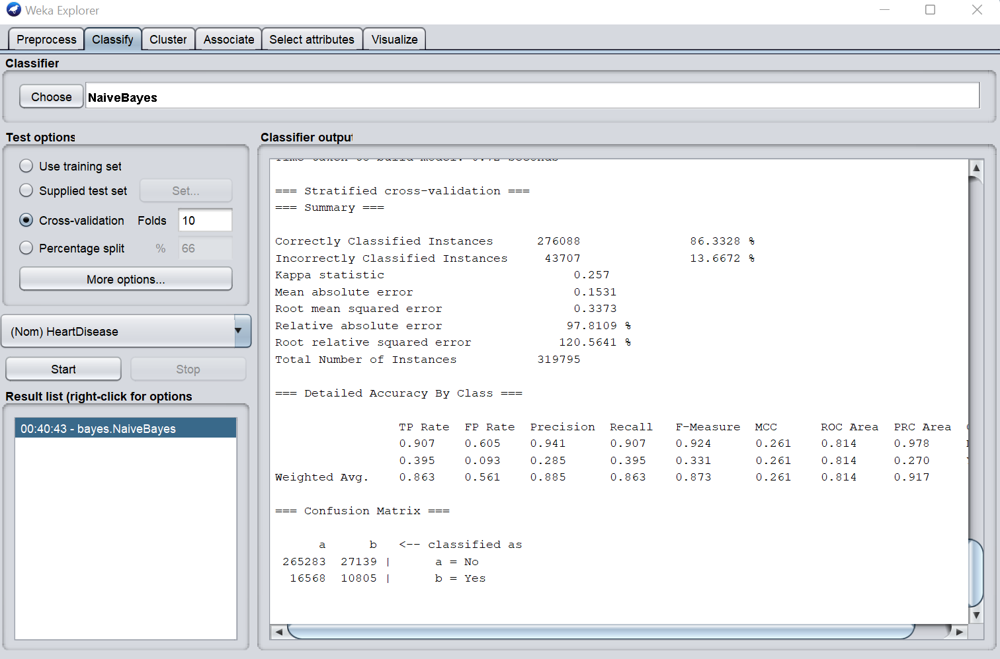 Weka Explorer
Preprocess Classify Cluster Associate Select attributes Visualize
Classifier
Choose NaiveBayes
Test options
Use training set
Supplied test set Set...
Cross-validation Folds 10
Percentage split % 66
More options...
(Nom) HeartDisease
Start Stop
Result list (right-click for options
00:40:43 - bayes.NaiveBayes
Classifier output
=== Stratified cross-validation ===
=== Summary ===
Correctly Classified Instances 276088 86.3328 %
Incorrectly Classified Instances 43707 13.6672 %
Kappa statistic 0.257
Mean absolute error 0.1531
Root mean squared error 0.3373
Relative absolute error 97.8109 %
Root relative squared error 120.5641 %
Total Number of Instances 319795
=== Detailed Accuracy By Class ===
TP Rate FP Rate Precision Recall F-Measure MCC ROC Area PRC Area
0.907 0.605 0.941 0.907 0.924 0.261 0.814 0.978
0.395 0.093 0.285 0.395 0.331 0.261 0.814 0.270
Weighted Avg. 0.863 0.561 0.885 0.863 0.873 0.261 0.814 0.917
=== Confusion Matrix ===
a b <-- classified as
265283 27139 | a = No
16568 10805 | b = Yes